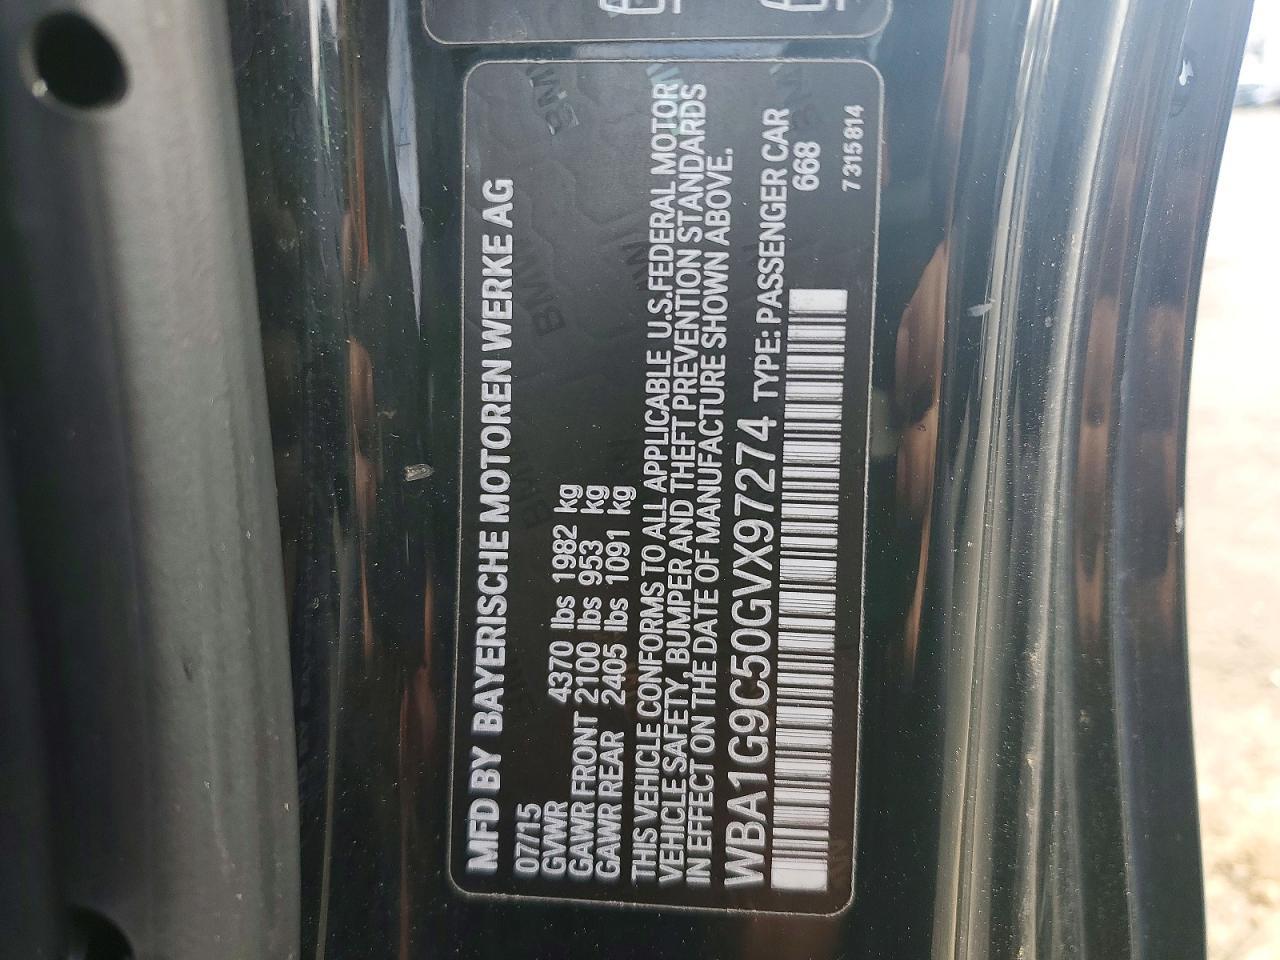 MFD BY BAYERISCHE MOTOREN WERKE AG
07/15
GVWR 4370 lbs 1982 kg
GAWR FRONT 2100 lbs 953 kg
GAWR REAR 2405 lbs 1091 kg
THIS VEHICLE CONFORMS TO ALL APPLICABLE U.S.FEDERAL MOTOR
VEHICLE SAFETY, BUMPER AND THEFT PREVENTION STANDARDS
IN EFFECT ON THE DATE OF MANUFACTURE SHOWN ABOVE.
WBA1G9C50GVX97274 TYPE: PASSENGER CAR
668
7315814